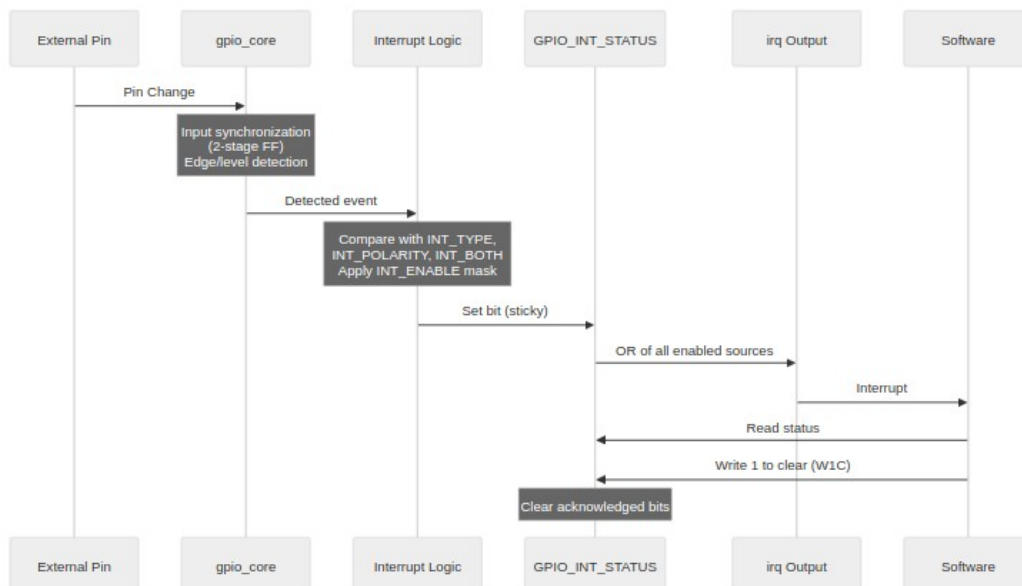 External Pin
gpio_core
Interrupt Logic
GPIO_INT_STATUS
irq Output
Software
Pin Change
Input synchronization
(2-stage FF)
Edge/level detection
Detected event
Compare with INT_TYPE,
INT_POLARITY, INT_BOTH
Apply INT_ENABLE mask
Set bit (sticky)
OR of all enabled sources
Interrupt
Read status
Write 1 to clear (W1C)
Clear acknowledged bits
External Pin
gpio_core
Interrupt Logic
GPIO_INT_STATUS
irq Output
Software